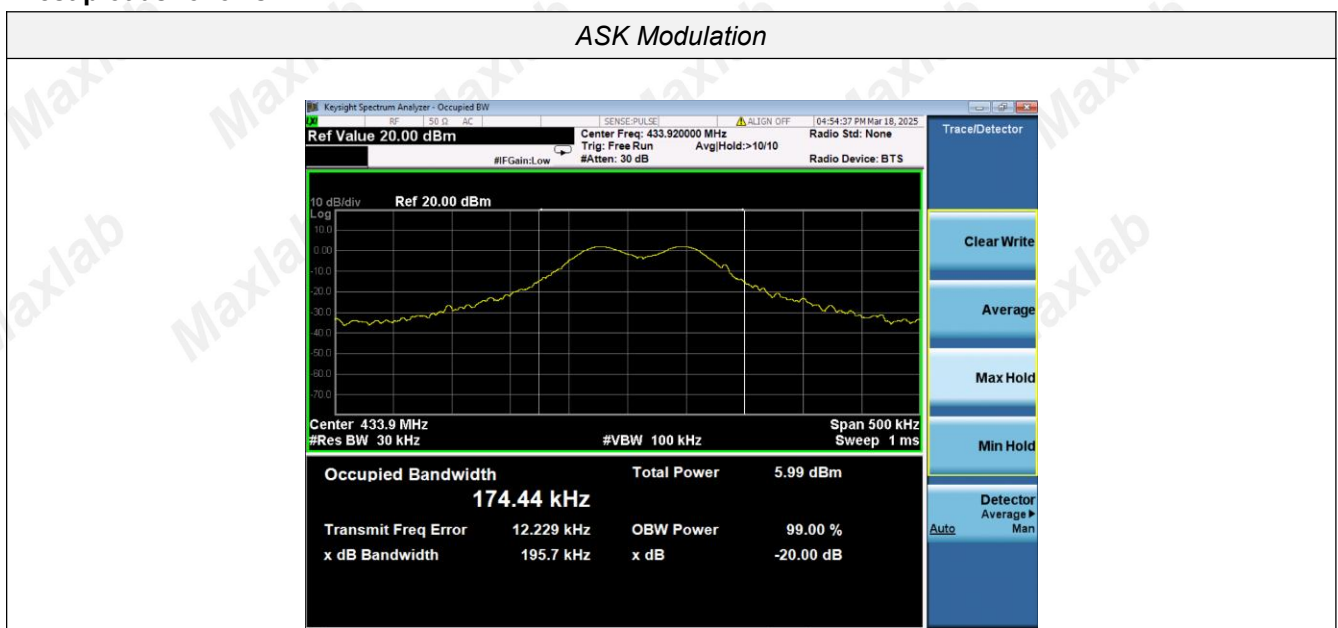 ASK Modulation
Keysight Spectrum Analyzer - Occupied BW
RF 50 Ω AC SENSE:PULSE ALIGN OFF 04:54:37 PM Mar 18, 2025
Ref Value 20.00 dBm
Center Freq: 433.920000 MHz
Radio Std: None
Trig: Free Run Avg|Hold:>10/10
#IFGain:Low #Atten: 30 dB Radio Device: BTS
10 dB/div Ref 20.00 dBm
Log
10.0
0.00
-10.0
-20.0
-30.0
-40.0
-50.0
-60.0
-70.0
Center 433.9 MHz Span 500 kHz
#Res BW 30 kHz #VBW 100 kHz Sweep 1 ms
Occupied Bandwidth Total Power 5.99 dBm
174.44 kHz
Transmit Freq Error 12.229 kHz OBW Power 99.00 %
x dB Bandwidth 195.7 kHz x dB -20.00 dB
Trace/Detector
Clear Write
Average
Max Hold
Min Hold
Detector
Average
Auto Man
Maxlab
Maxlab